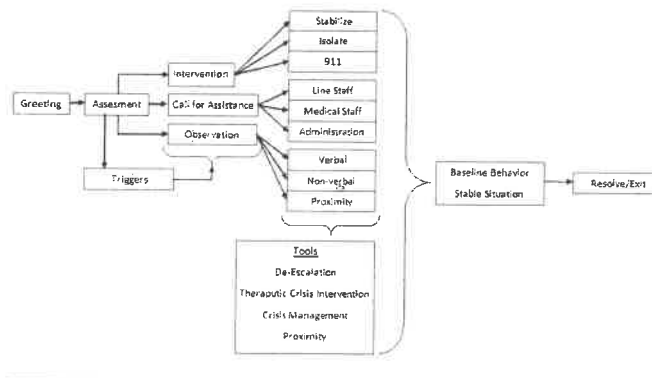 Stabilize
Isolate
911
Intervention
Greeting
Assesment
Call for Assistance
Line Staff
Medical Staff
Administration
Observation
Triggers
Verbal
Non-verbal
Proximity
Baseline Behavior
Stable Situation
Resolve/Exit
Tools
De-Escalation
Theraputic Crisis Intervention
Crisis Management
Proximity